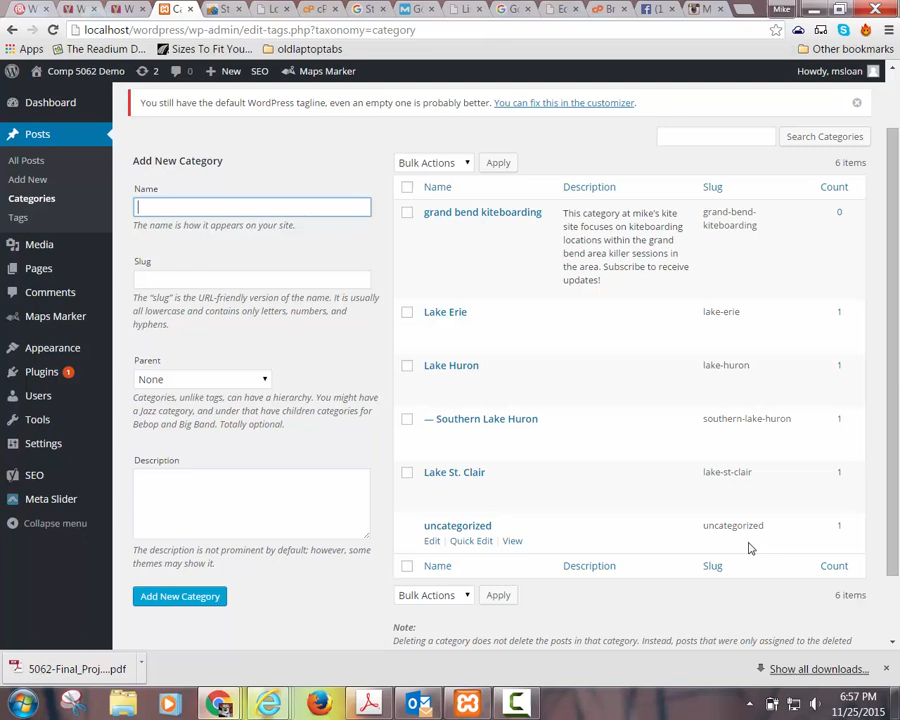 W
W
Ca
St
Lo
cF
St
M
Li
Go
Ed
Br
(1
M
Mike
localhost/wordpress/wp-admin/edit-tags.php?taxonomy=category
Apps
The Readium D...
Sizes To Fit You...
oldlaptoptabs
Other bookmarks
Comp 5062 Demo
2
0
New
SEO
Maps Marker
Howdy, msloan
Dashboard
Posts
All Posts
Add New
Categories
Tags
Media
Pages
Comments
Maps Marker
Appearance
Plugins 1
Users
Tools
Settings
SEO
Meta Slider
Collapse menu
You still have the default WordPress tagline, even an empty one is probably better. You can fix this in the customizer.
Search Categories
Add New Category
Name
The name is how it appears on your site.
Slug
The “slug” is the URL-friendly version of the name. It is usually
all lowercase and contains only letters, numbers, and
hyphens.
Parent
None
Categories, unlike tags, can have a hierarchy. You might have
a Jazz category, and under that have children categories for
Bebop and Big Band. Totally optional.
Description
The description is not prominent by default; however, some
themes may show it.
Add New Category
Bulk Actions
Apply
6 items
Name
Description
Slug
Count
grand bend kiteboarding
This category at mike's kite
site focuses on kiteboarding
locations within the grand
bend area killer sessions in
the area. Subscribe to receive
updates!
grand-bend-
kiteboarding
0
Lake Erie
lake-erie
1
Lake Huron
lake-huron
1
— Southern Lake Huron
southern-lake-huron
1
Lake St. Clair
lake-st-clair
1
uncategorized
uncategorized
1
Edit | Quick Edit | View
Name
Description
Slug
Count
Bulk Actions
Apply
6 items
Note:
Deleting a category does not delete the posts in that category. Instead, posts that were only assigned to the deleted
5062-Final_Proj....pdf
Show all downloads...
6:57 PM
11/25/2015